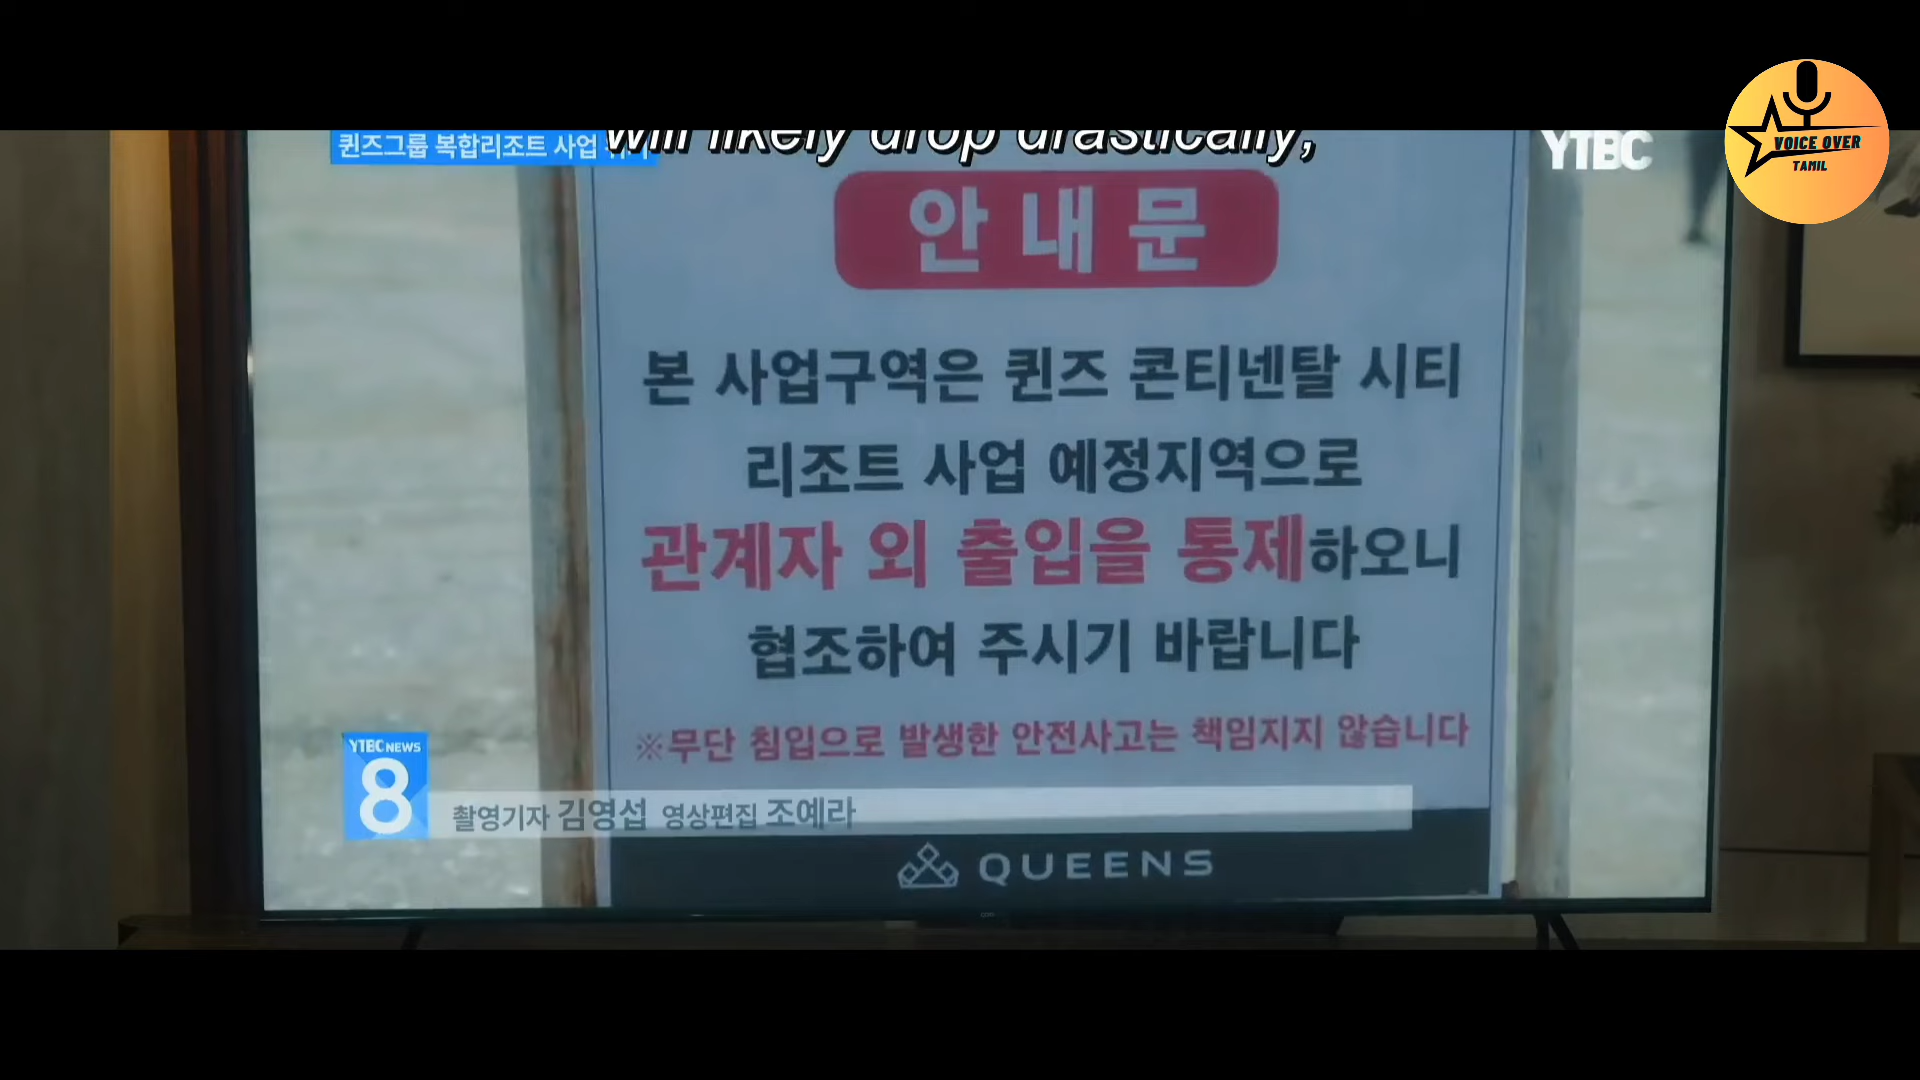 VOICE OVER
TAMIL
will likely drop drastically,
퀸즈그룹 복합리조트 사업
YTBC
안내문
본 사업구역은 퀸즈 콘티넨탈 시티
리조트 사업 예정지역으로
관계자 외 출입을 통제하오니
협조하여 주시기 바랍니다
※무단 침입으로 발생한 안전사고는 책임지지 않습니다
YTBC NEWS
8
촬영기자 김영섭 영상편집 조예라
QUEENS